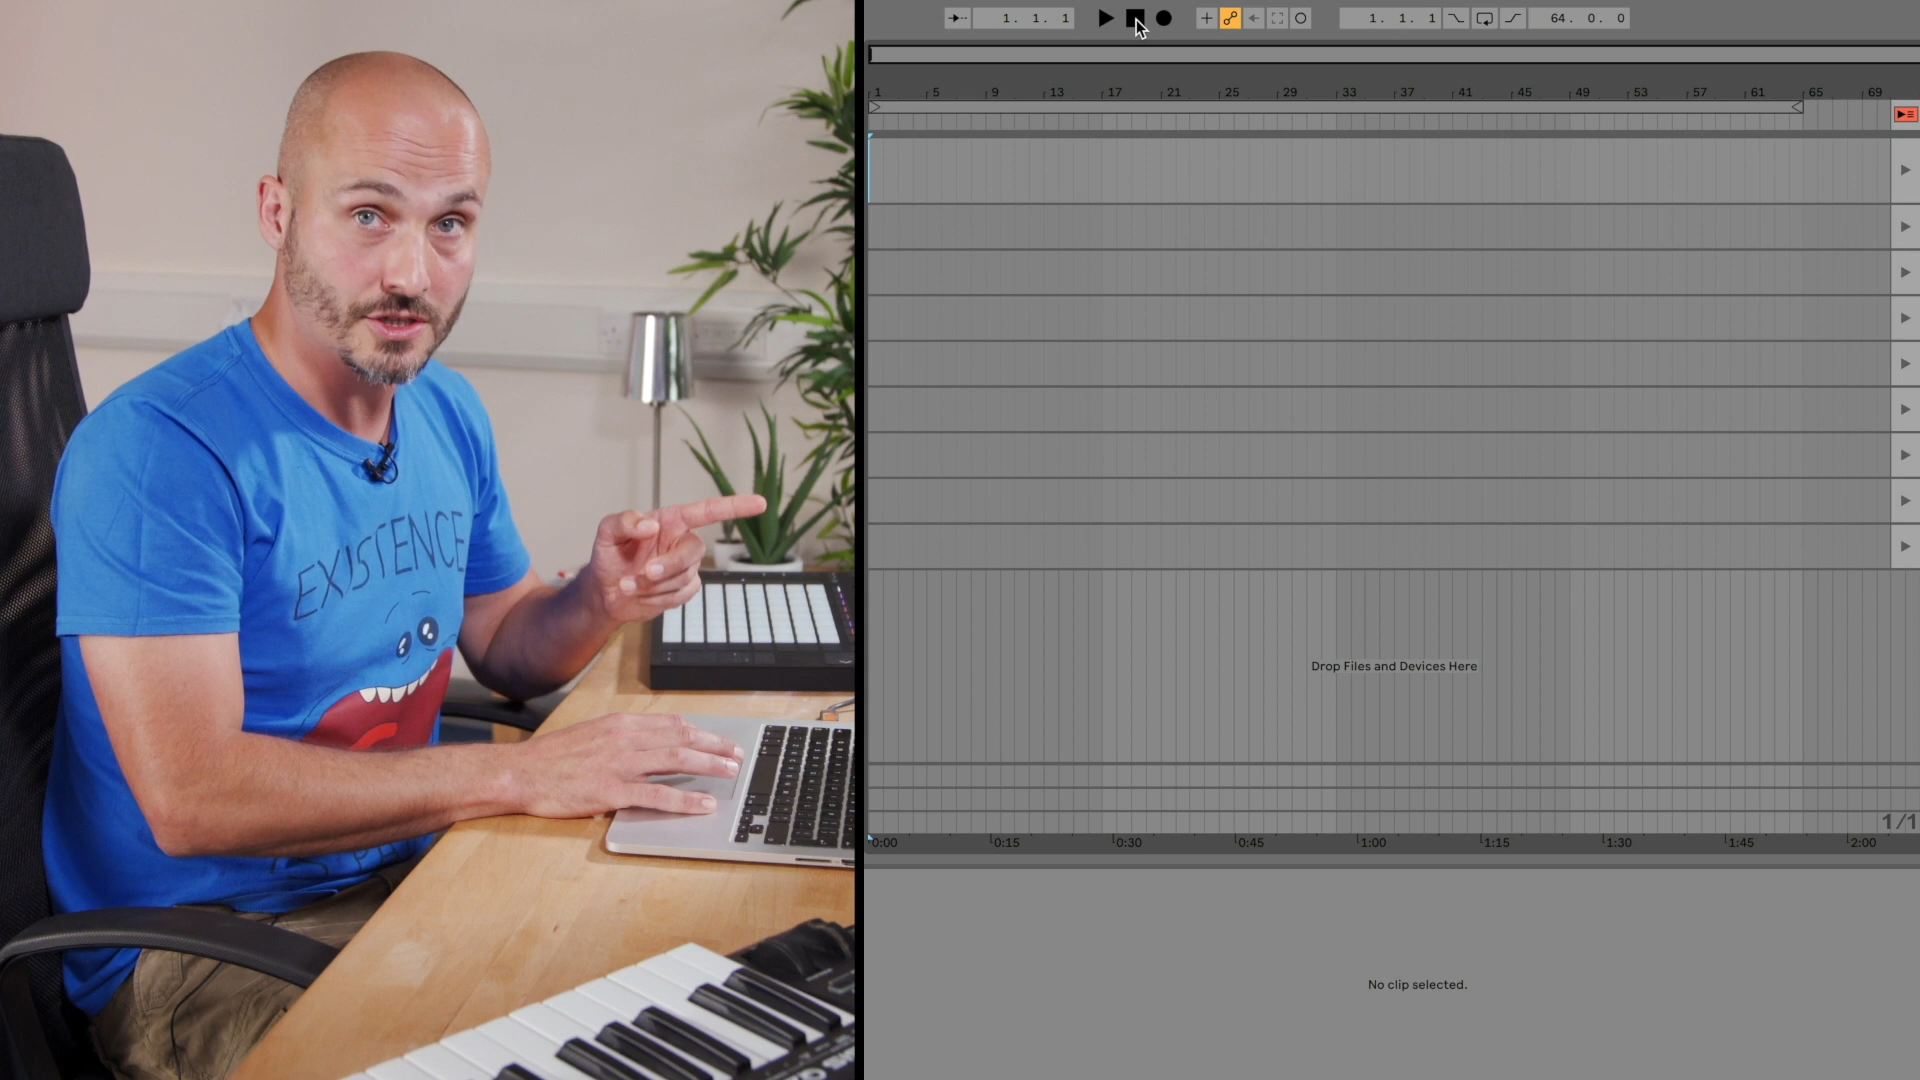 1. 1. 1
1. 1. 1
64. 0. 0
1 5 9 13 17 21 25 29 33 37 41 45 49 53 57 61 65 69
EXISTENCE
Drop Files and Devices Here
1/1
0:00 0:15 0:30 0:45 1:00 1:15 1:30 1:45 2:00
No clip selected.